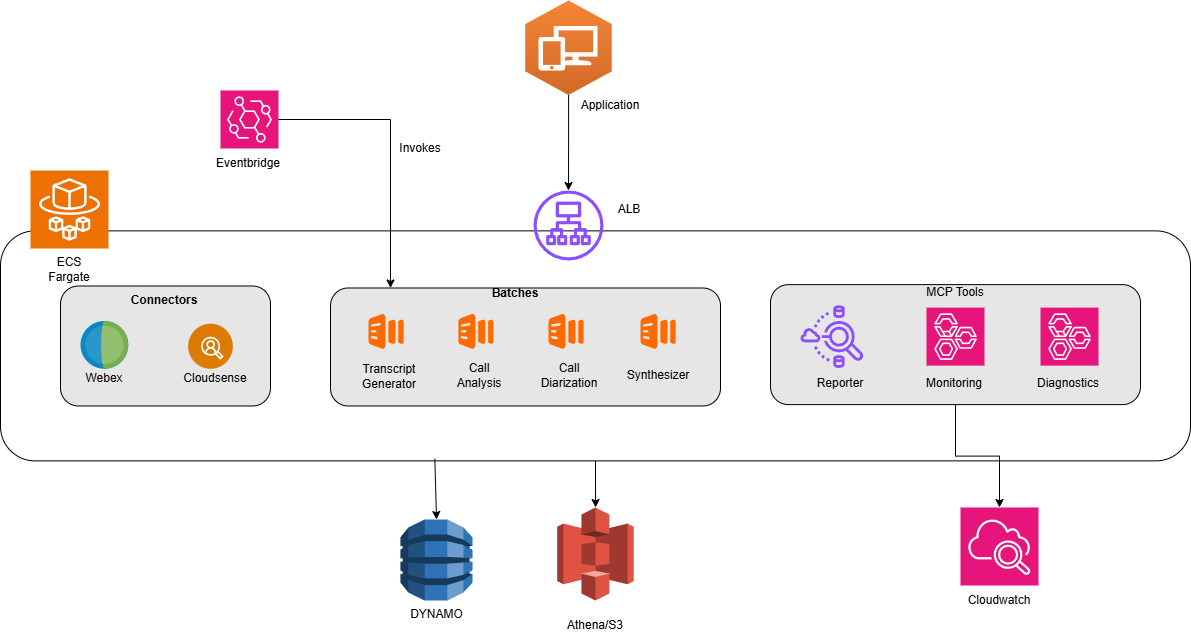 Application
Invokes
Eventbridge
ALB
ECS
Fargate
Connectors
Webex
Cloudsense
Batches
Transcript
Generator
Call
Analysis
Call
Diarization
Synthesizer
MCP Tools
Reporter
Monitoring
Diagnostics
DYNAMO
Athena/S3
Cloudwatch